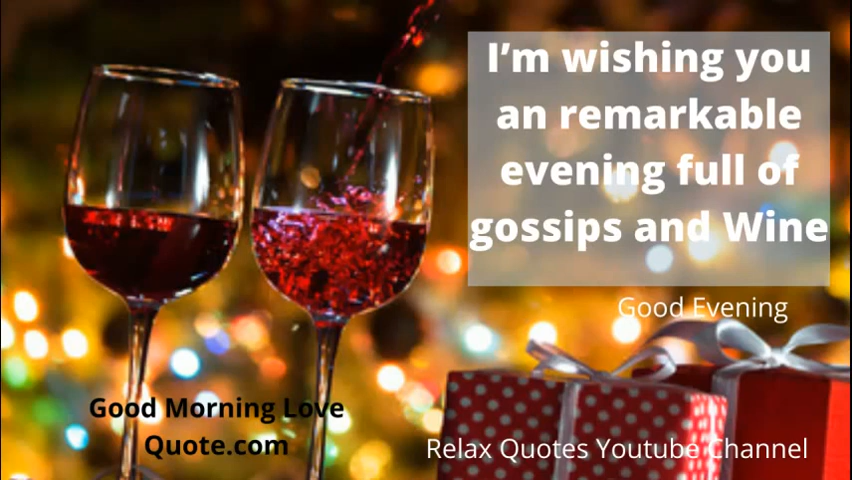 I’m wishing you
an remarkable
evening full of
gossips and Wine
Good Evening
Good Morning Love
Quote.com
Relax Quotes Youtube Channel